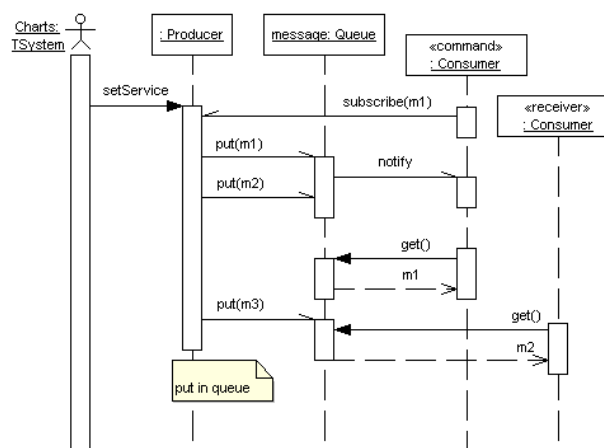 Charts:
TSystem
: Producer
message: Queue
«command»
: Consumer
«receiver»
: Consumer
setService
subscribe(m1)
put(m1)
notify
put(m2)
get()
m1
put(m3)
get()
m2
put in queue